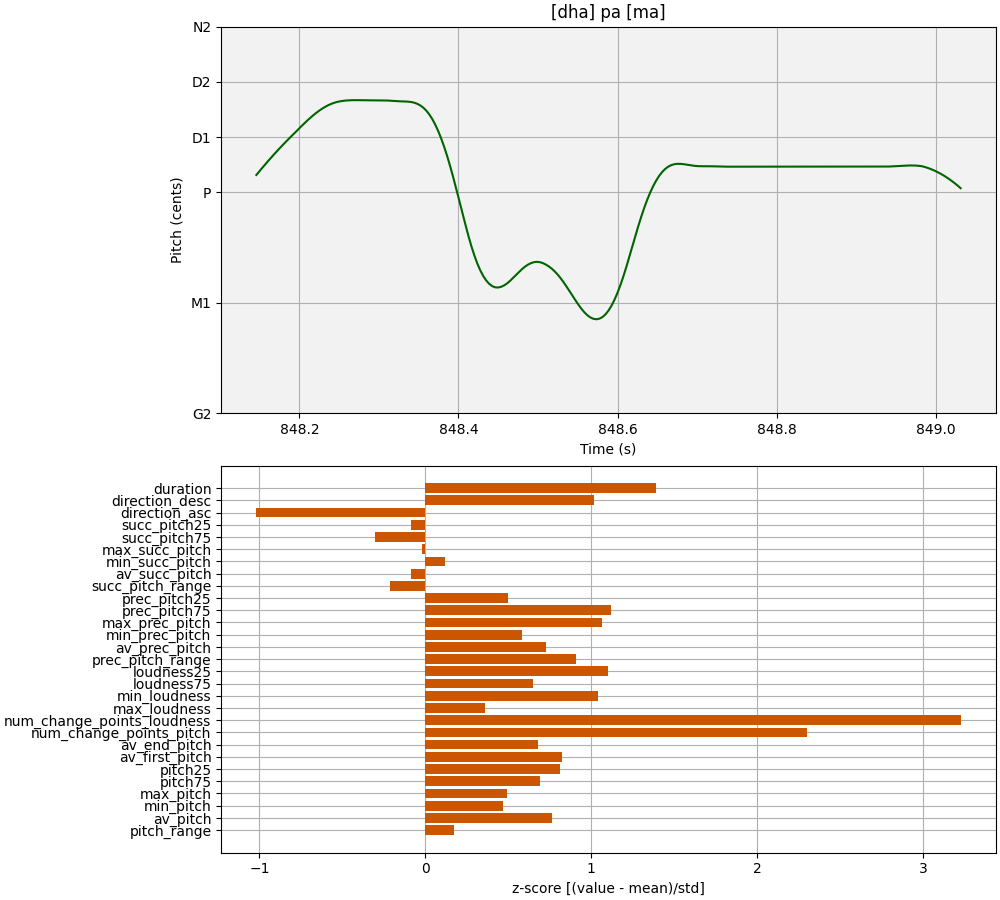 [dha] pa [ma]
N2
D2
D1
P
M1
G2
Pitch (cents)
848.2 848.4 848.6 848.8 849.0
Time (s)
duration
direction_desc
direction_asc
succ_pitch25
succ_pitch75
max_succ_pitch
min_succ_pitch
av_succ_pitch
succ_pitch_range
prec_pitch25
prec_pitch75
max_prec_pitch
min_prec_pitch
av_prec_pitch
prec_pitch_range
loudness25
loudness75
min_loudness
max_loudness
num_change_points_loudness
num_change_points_pitch
av_end_pitch
av_first_pitch
pitch25
pitch75
max_pitch
min_pitch
av_pitch
pitch_range
−1 0 1 2 3
z-score [(value - mean)/std]